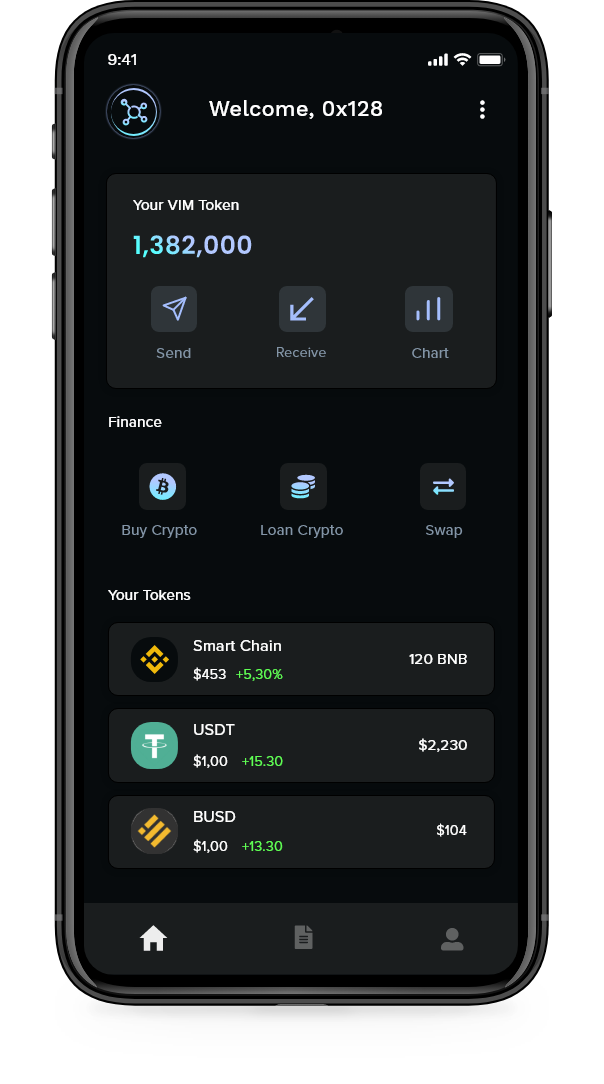 9:41
Welcome, 0x128
Your VIM Token
1,382,000
Send Receive Chart
Finance
Buy Crypto Loan Crypto Swap
Your Tokens
Smart Chain
$453 +5,30%
120 BNB
USDT
$1,00 +15.30
$2,230
BUSD
$1,00 +13.30
$104